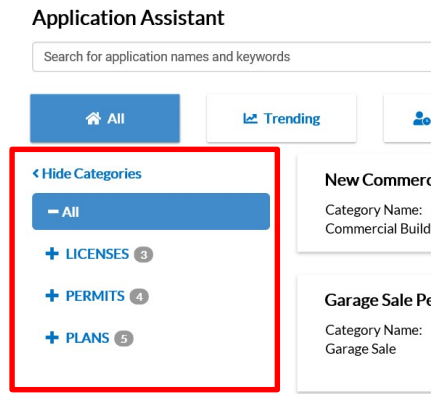 Application Assistant
Search for application names and keywords
All
Trending
Hide Categories
All
LICENSES 3
PERMITS 4
PLANS 5
New Commerc
Category Name:
Commercial Build
Garage Sale Pe
Category Name:
Garage Sale